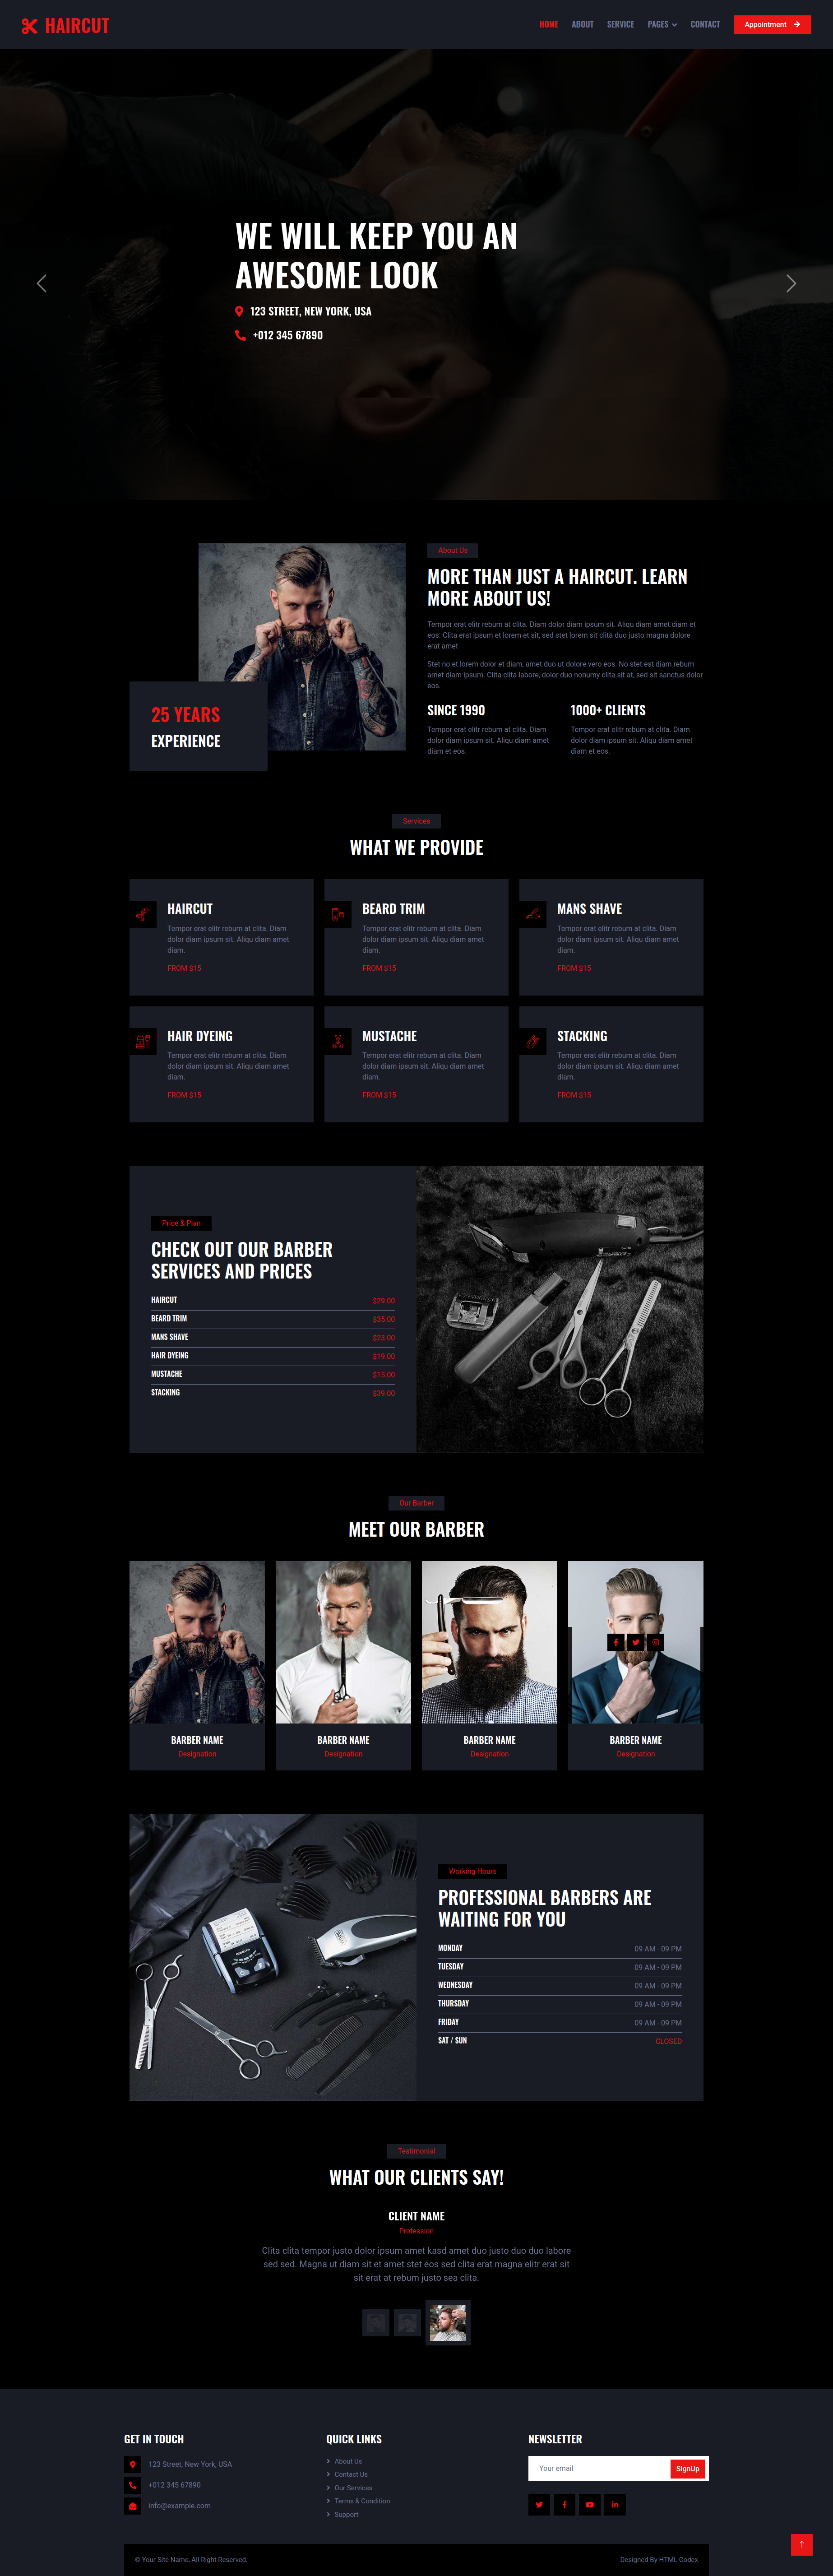 HAIRCUT
HOME ABOUT SERVICE PAGES CONTACT Appointment
WE WILL KEEP YOU AN
AWESOME LOOK
123 STREET, NEW YORK, USA
+012 345 67890
About Us
MORE THAN JUST A HAIRCUT. LEARN
MORE ABOUT US!
Tempor erat elitr rebum at clita. Diam dolor diam ipsum sit. Aliqu diam amet diam et
eos. Clita erat ipsum et lorem et sit, sed stet lorem sit clita duo justo magna dolore
erat amet
Stet no et lorem dolor et diam, amet duo ut dolore vero eos. No stet est diam rebum
amet diam ipsum. Clita clita labore, dolor duo nonumy clita sit at, sed sit sanctus dolor
eos.
25 YEARS
EXPERIENCE
SINCE 1990
Tempor erat elitr rebum at clita. Diam
dolor diam ipsum sit. Aliqu diam amet
diam et eos.
1000+ CLIENTS
Tempor erat elitr rebum at clita. Diam
dolor diam ipsum sit. Aliqu diam amet
diam et eos.
Services
WHAT WE PROVIDE
HAIRCUT
Tempor erat elitr rebum at clita. Diam
dolor diam ipsum sit. Aliqu diam amet
diam.
FROM $15
BEARD TRIM
Tempor erat elitr rebum at clita. Diam
dolor diam ipsum sit. Aliqu diam amet
diam.
FROM $15
MANS SHAVE
Tempor erat elitr rebum at clita. Diam
dolor diam ipsum sit. Aliqu diam amet
diam.
FROM $15
HAIR DYEING
Tempor erat elitr rebum at clita. Diam
dolor diam ipsum sit. Aliqu diam amet
diam.
FROM $15
MUSTACHE
Tempor erat elitr rebum at clita. Diam
dolor diam ipsum sit. Aliqu diam amet
diam.
FROM $15
STACKING
Tempor erat elitr rebum at clita. Diam
dolor diam ipsum sit. Aliqu diam amet
diam.
FROM $15
Price & Plan
CHECK OUT OUR BARBER
SERVICES AND PRICES
HAIRCUT $29.00
BEARD TRIM $35.00
MANS SHAVE $23.00
HAIR DYEING $19.00
MUSTACHE $15.00
STACKING $39.00
Our Barber
MEET OUR BARBER
BARBER NAME
Designation
BARBER NAME
Designation
BARBER NAME
Designation
BARBER NAME
Designation
Working Hours
PROFESSIONAL BARBERS ARE
WAITING FOR YOU
MONDAY 09 AM - 09 PM
TUESDAY 09 AM - 09 PM
WEDNESDAY 09 AM - 09 PM
THURSDAY 09 AM - 09 PM
FRIDAY 09 AM - 09 PM
SAT / SUN CLOSED
Testimonial
WHAT OUR CLIENTS SAY!
CLIENT NAME
Profession
Clita clita tempor justo dolor ipsum amet kasd amet duo justo duo duo labore
sed sed. Magna ut diam sit et amet stet eos sed clita erat magna elitr erat sit
sit erat at rebum justo sea clita.
GET IN TOUCH
123 Street, New York, USA
+012 345 67890
info@example.com
QUICK LINKS
About Us
Contact Us
Our Services
Terms & Condition
Support
NEWSLETTER
Your email SignUp
© Your Site Name, All Right Reserved.
Designed By HTML Codex